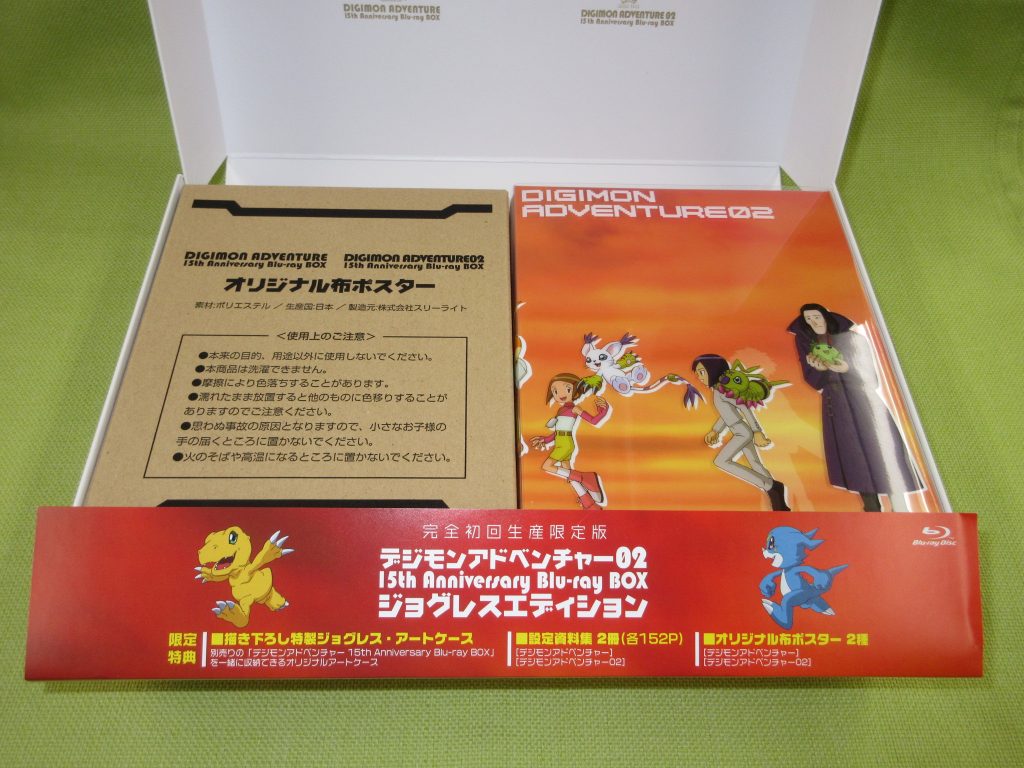 DIGIMON ADVENTURE
15th Anniversary Blu-ray BOX
DIGIMON ADVENTURE 02
15th Anniversary Blu-ray BOX
DIGIMON ADVENTURE
15th Anniversary Blu-ray BOX
DIGIMON ADVENTURE02
15th Anniversary Blu-ray BOX
オリジナル布ポスター
素材:ポリエステル / 生産国:日本 / 製造元:株式会社スリーライト
<使用上のご注意>
●本来の目的、用途以外に使用しないでください。
●本商品は洗濯できません。
●摩擦により色落ちすることがあります。
●濡れたまま放置すると他のものに色移りすることが
ありますのでご注意ください。
●思わぬ事故の原因となりますので、小さなお子様の
手の届くところに置かないでください。
●火のそばや高温になるところに置かないでください。
DIGIMON
ADVENTURE02
完全初回生産限定版
デジモンアドベンチャー02
15th Anniversary Blu-ray BOX
ジョグレスエディション
Blu-ray Disc
限定
特典
■描き下ろし特製ジョグレス・アートケース
別売りの「デジモンアドベンチャー 15th Anniversary Blu-ray BOX」
を一緒に収納できるオリジナルアートケース
■設定資料集 2冊(各152P)
[デジモンアドベンチャー]
[デジモンアドベンチャー02]
■オリジナル布ポスター 2種
[デジモンアドベンチャー]
[デジモンアドベンチャー02]